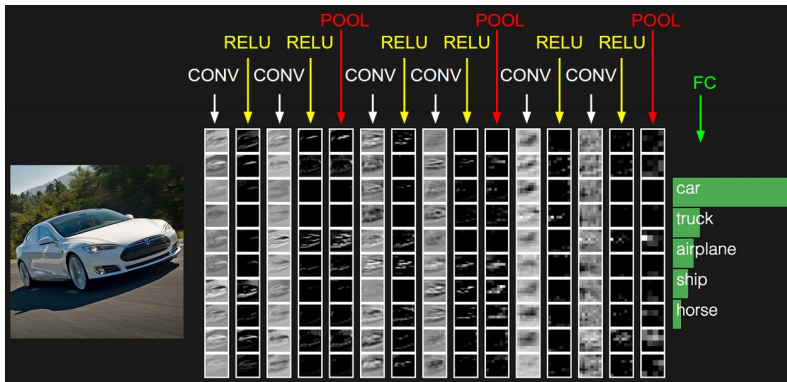 POOL POOL POOL
RELU RELU RELU RELU RELU RELU
CONV CONV CONV CONV CONV CONV
FC
car
truck
airplane
ship
horse